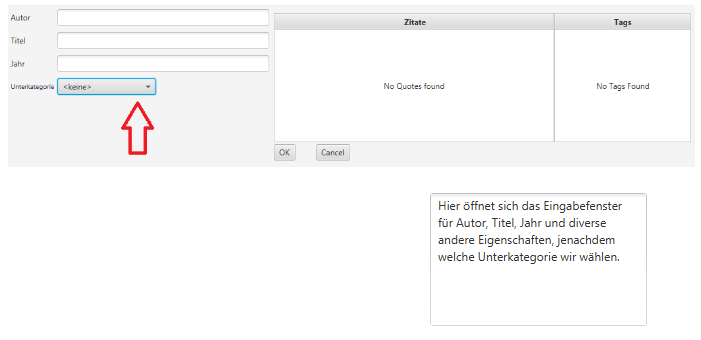 Autor
Titel
Jahr
Unterkategorie <keine>
Zitate Tags
No Quotes found No Tags Found
OK Cancel
Hier öffnet sich das Eingabefenster
für Autor, Titel, Jahr und diverse
andere Eigenschaften, jenachdem
welche Unterkategorie wir wählen.